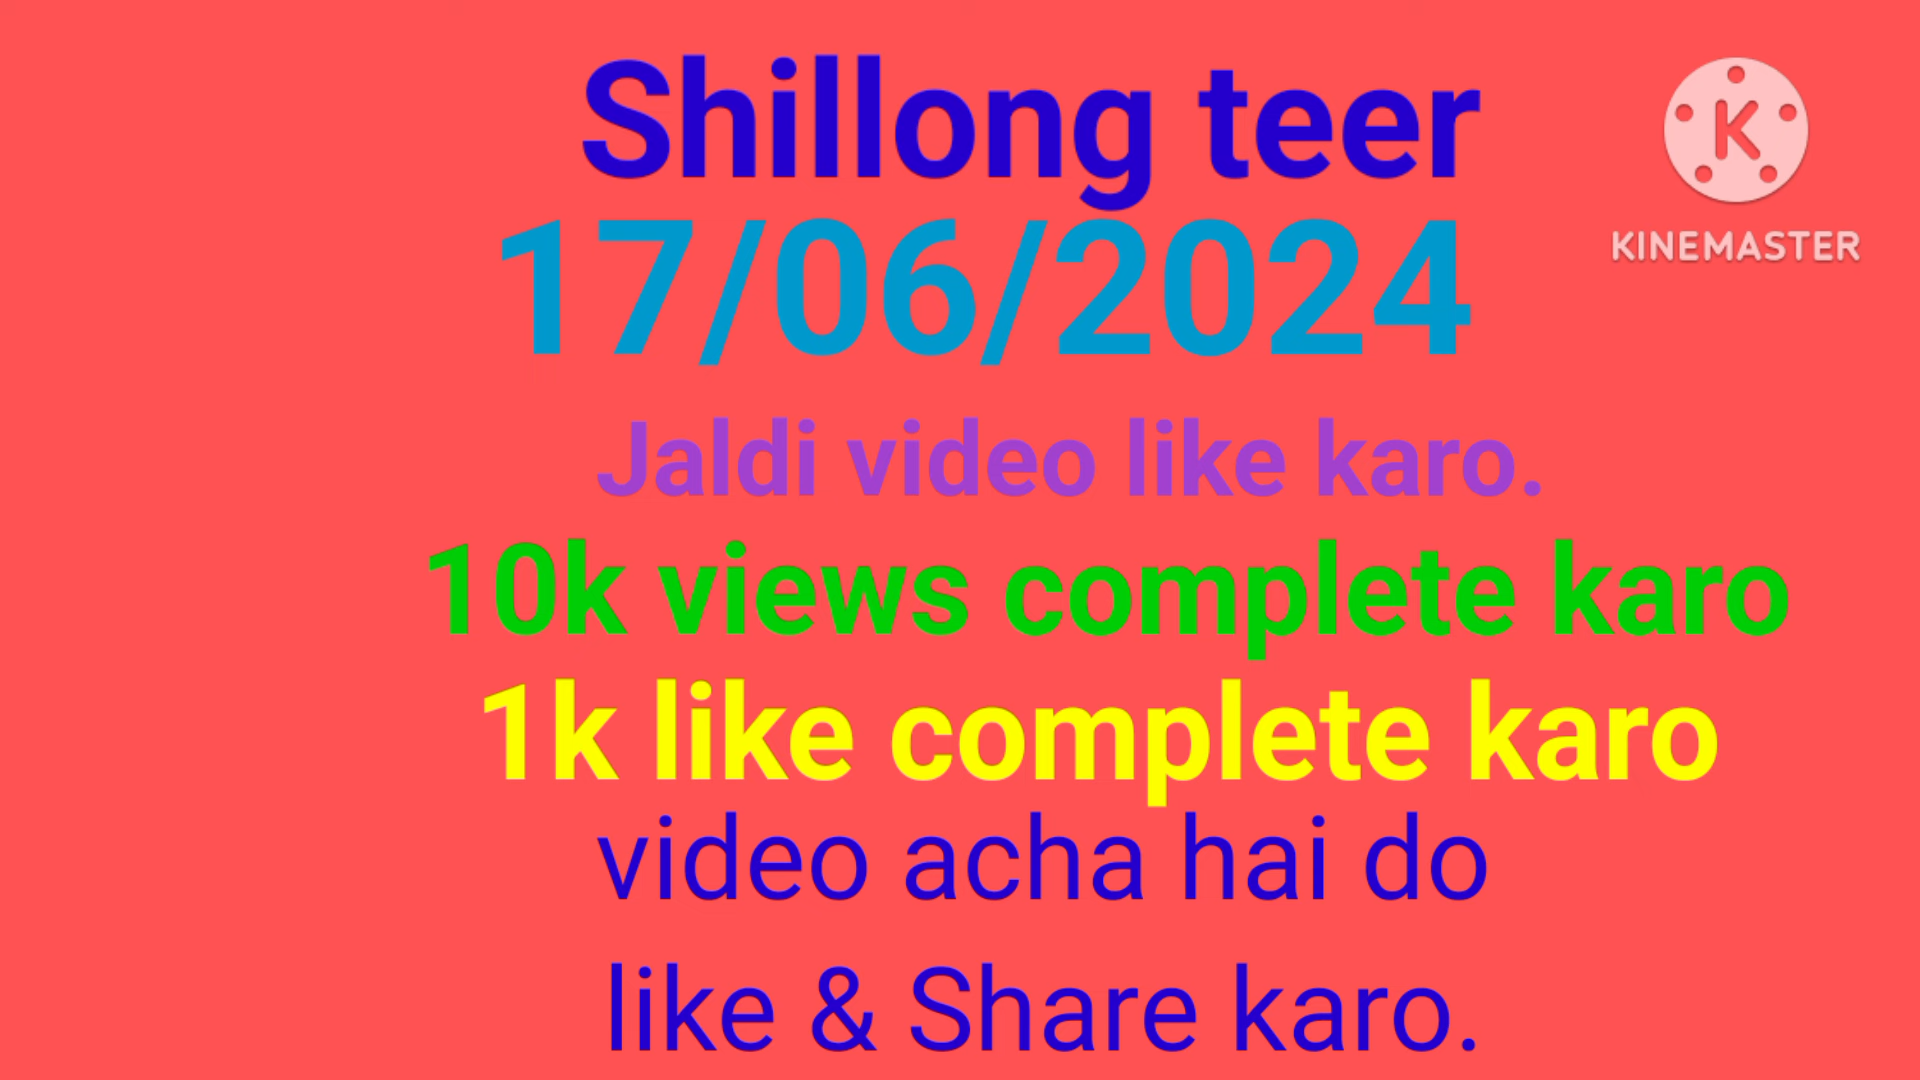 Shillong teer
17/06/2024
Jaldi video like karo.
10k views complete karo
1k like complete karo
video acha hai do
like & Share karo.
K
KINEMASTER